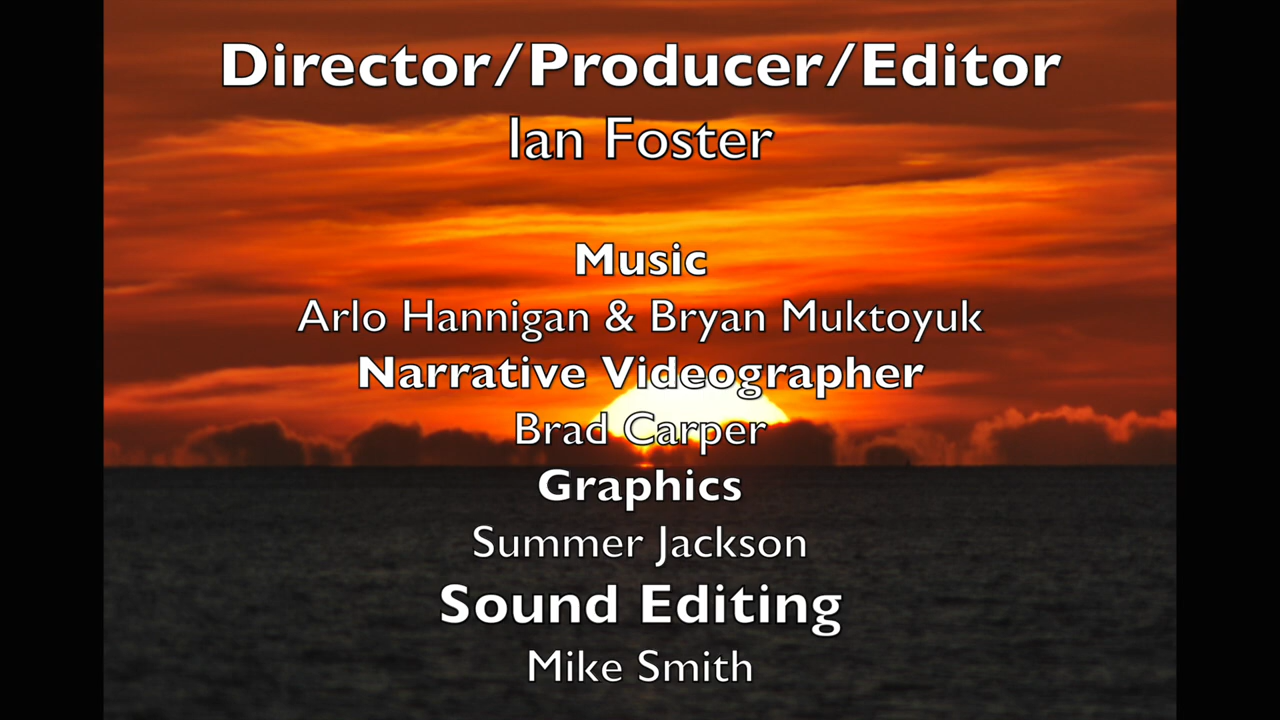 Director/Producer/Editor
Ian Foster
Music
Arlo Hannigan & Bryan Muktoyuk
Narrative Videographer
Brad Carper
Graphics
Summer Jackson
Sound Editing
Mike Smith